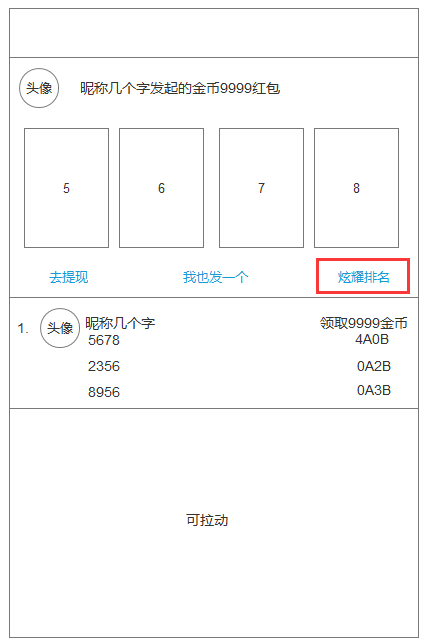 头像 昵称几个字发起的金币9999红包
5 6 7 8
去提现 我也发一个 炫耀排名
1. 头像 昵称几个字 领取9999金币
5678 4A0B
2356 0A2B
8956 0A3B
可拉动